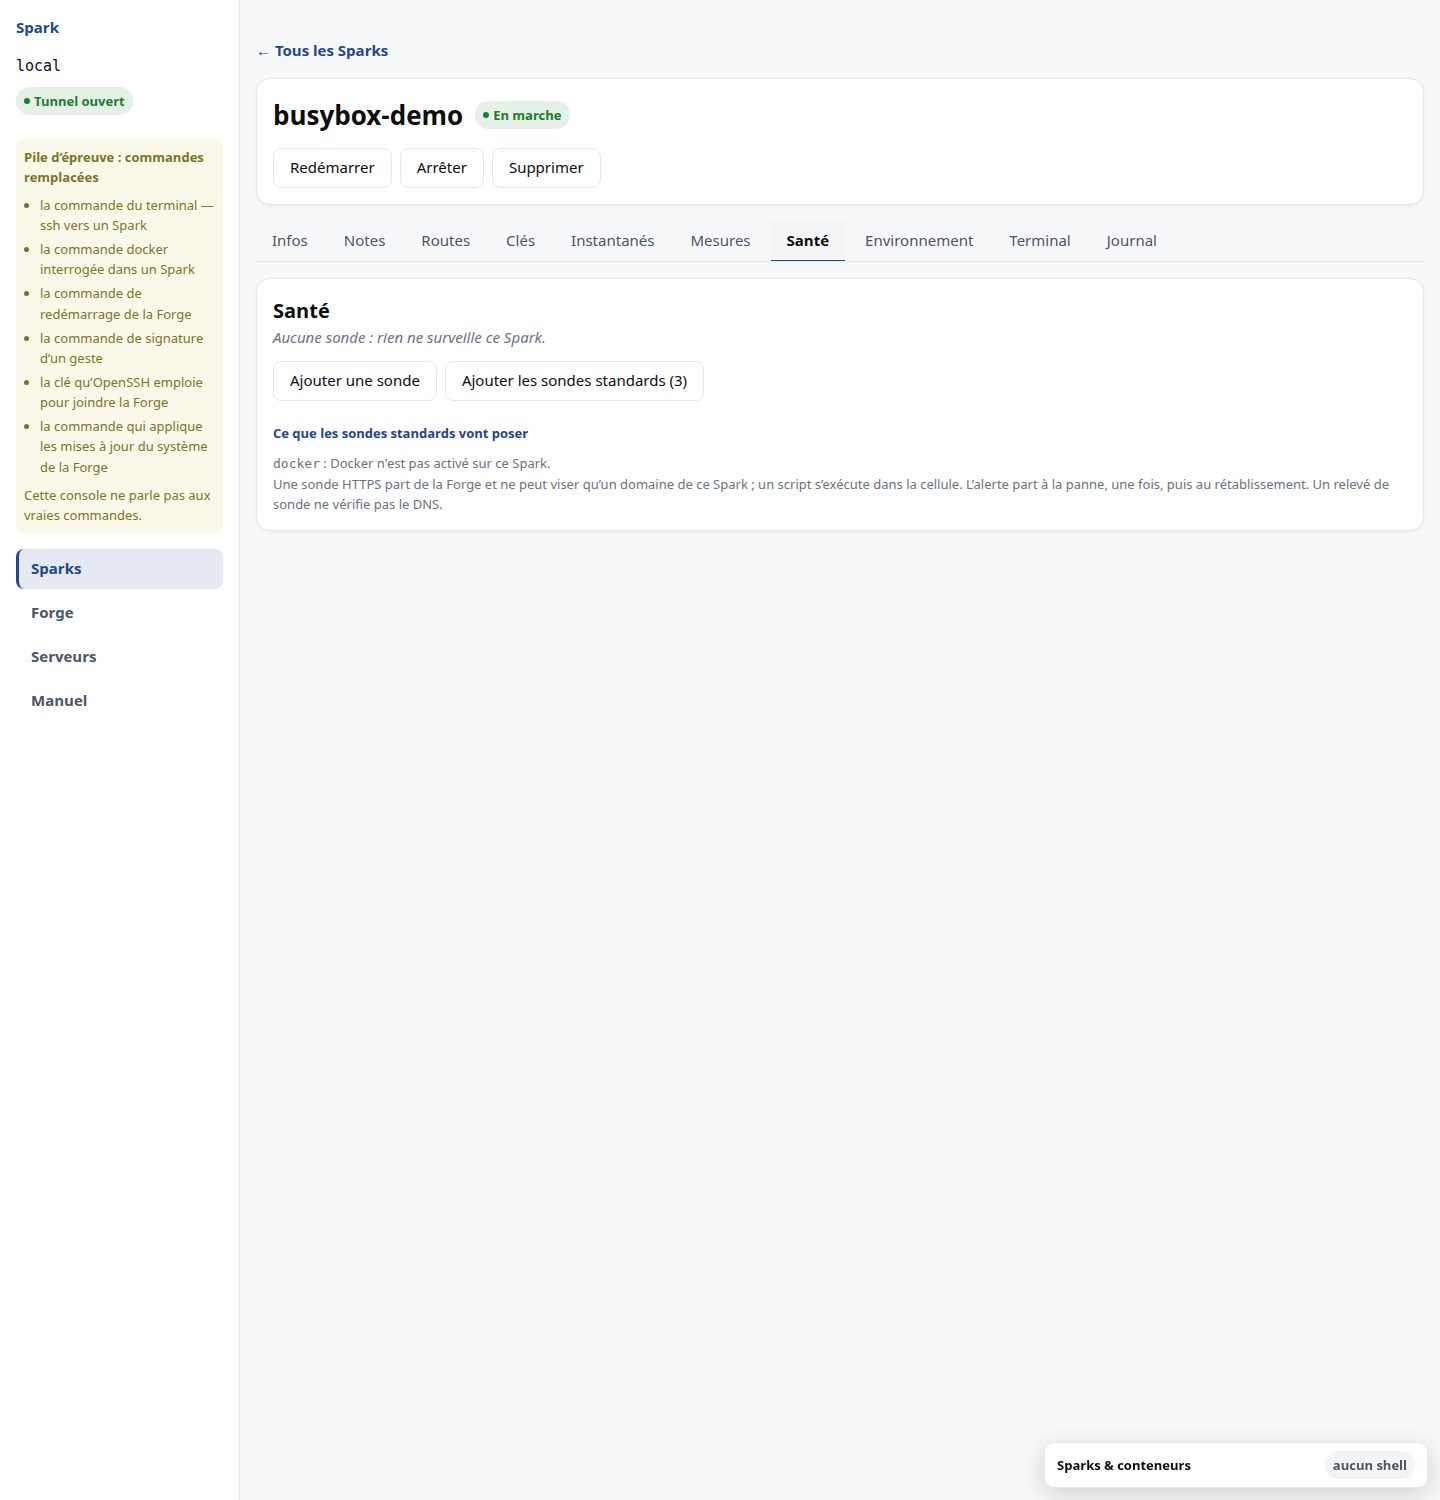 Spark
local
Tunnel ouvert
Pile d’épreuve : commandes
remplacées
la commande du terminal —
ssh vers un Spark
la commande docker
interrogée dans un Spark
la commande de
redémarrage de la Forge
la commande de signature
d’un geste
la clé qu’OpenSSH emploie
pour joindre la Forge
la commande qui applique
les mises à jour du système
de la Forge
Cette console ne parle pas aux
vraies commandes.
Sparks
Forge
Serveurs
Manuel
← Tous les Sparks
busybox-demo En marche
Redémarrer Arrêter Supprimer
Infos Notes Routes Clés Instantanés Mesures Santé Environnement Terminal Journal
Santé
Aucune sonde : rien ne surveille ce Spark.
Ajouter une sonde Ajouter les sondes standards (3)
Ce que les sondes standards vont poser
docker : Docker n'est pas activé sur ce Spark.
Une sonde HTTPS part de la Forge et ne peut viser qu’un domaine de ce Spark ; un script s’exécute dans la cellule. L’alerte part à la panne, une fois, puis au rétablissement. Un relevé de
sonde ne vérifie pas le DNS.
Sparks & conteneurs aucun shell